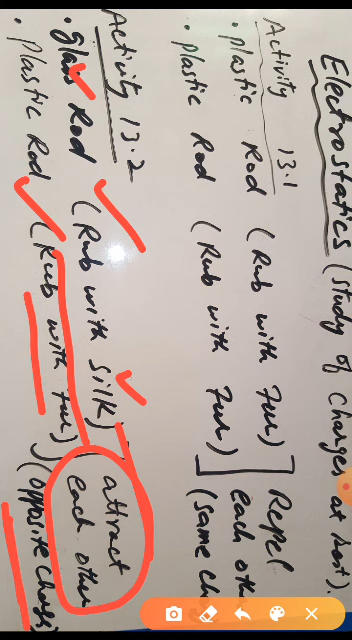 Electrostatics (study of charges at Rest).
Activity 13.1
• plastic Rod (Rub with Fur)
• plastic Rod (Rub with Fur)
Repel
each oth
(same ch
Activity 13.2
• glass Rod (Rub with silk)
• Plastic Rod (Rub with Fur)
attract
each other
(opposite charge)